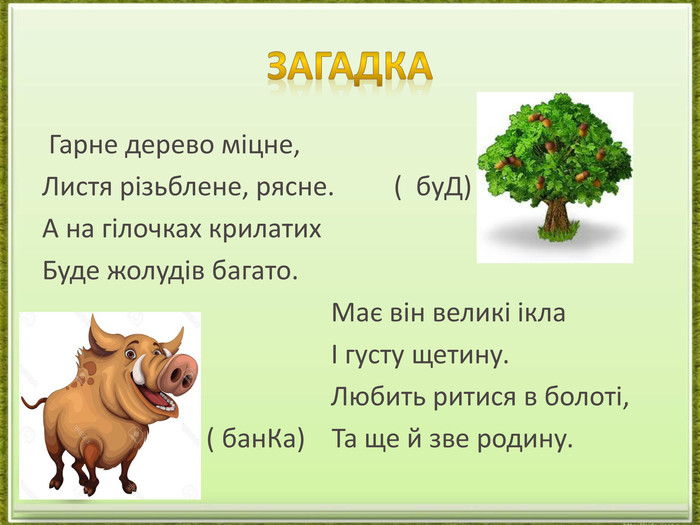 ЗАГАДКА
Гарне дерево міцне,
Листя різьблене, рясне. ( буД)
А на гілочках крилатих
Буде жолудів багато.
Має він великі ікла
І густу щетину.
Любить ритися в болоті,
( банКа) Та ще й зве родину.